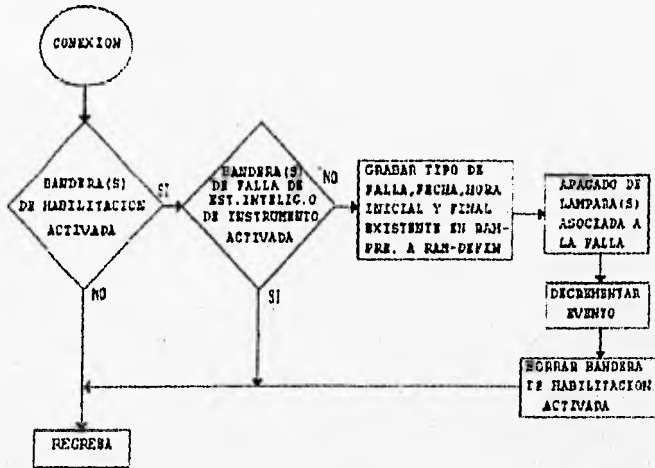 CONEXION
BANDERA(S)
DE HABILITACION
ACTIVADA
SI
NO
BANDERA(S)
DE FALLA DE
EST.INTELIG.O
DE INSTRUMENTO
ACTIVADA
NO
SI
GRABAR TIPO DE
FALLA,FECHA,HORA
INICIAL Y FINAL
EXISTENTE EN RAM-
PRE. A RAM-DEFIN
APAGADO DE
LAMPARA(S)
ASOCIADA A
LA FALLA
DECREMENTAR
EVENTO
BORRAR BANDERA
DE HABILITACION
ACTIVADA
REGRESA